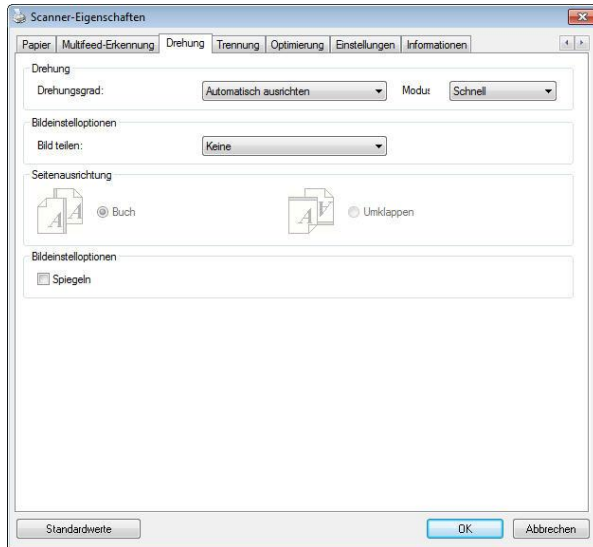 Scanner-Eigenschaften
Papier Multifeed-Erkennung Drehung Trennung Optimierung Einstellungen Informationen
Drehung
Drehungsgrad: Automatisch ausrichten Modus Schnell
Bildeinstelloptionen
Bild teilen: Keine
Seitenausrichtung
A A Buch A A Umklappen
Bildeinstelloptionen
Spiegeln
Standardwerte OK Abbrechen